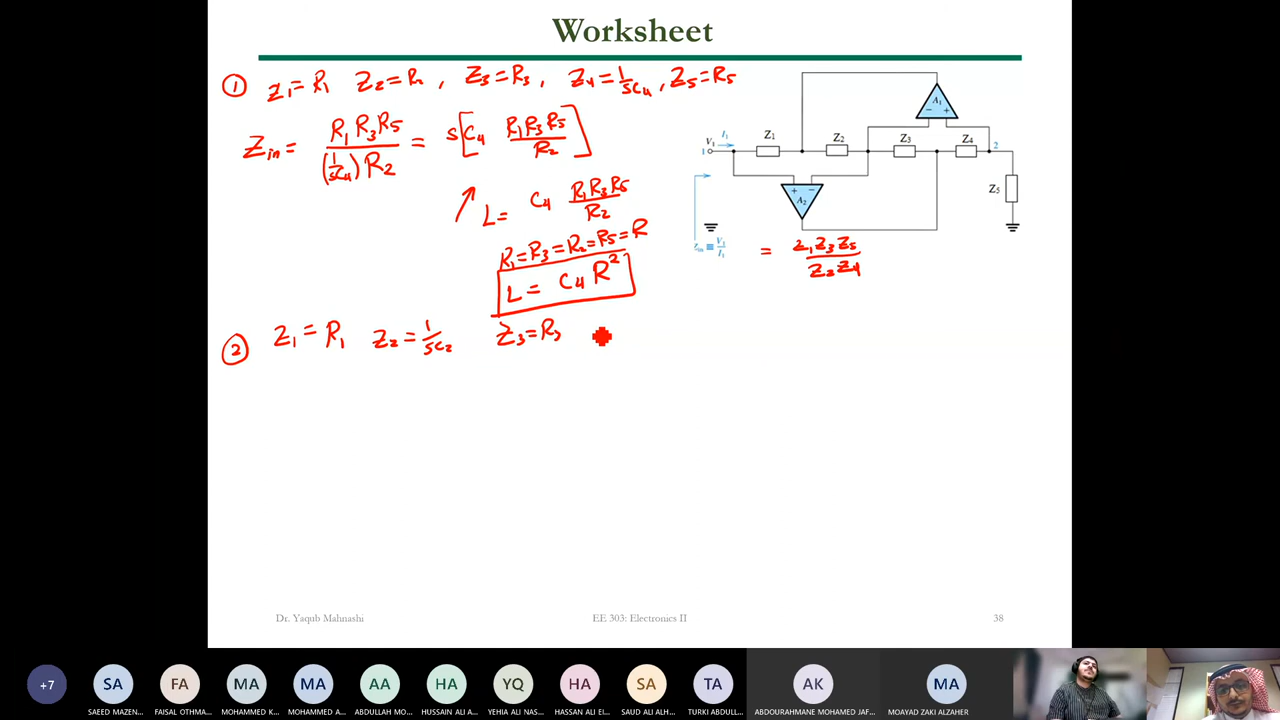 Worksheet
① Z₁ = R₁ Z₂ = R₂ , Z₃ = R₃ , Z₄ = 1/sC₄ , Z₅ = R₅
Zᵢₙ = R₁R₃R₅ / (1/sC₄) R₂ = s[C₄ R₁R₃R₅ / R₂]
L = C₄ R₁R₃R₅ / R₂
R₁ = R₃ = R₂ = R₅ = R
L = C₄ R²
② Z₁ = R₁ Z₂ = 1/sC₂ Z₃ = R₃
A₁
− +
I₁
V₁
1
Z₁
Z₂
Z₃
Z₄
2
+ −
A₂
Z₅
Zᵢₙ ≡ V₁/I₁ = Z₁Z₃Z₅ / Z₂Z₄
Dr. Yaqub Mahnashi
EE 303: Electronics II
38
+7
SA
FA
MA
MA
AA
HA
YQ
HA
SA
TA
AK
MA
SAEED MAZEN...
FAISAL OTHMA...
MOHAMMED K...
MOHAMMED A...
ABDULLAH MO...
HUSSAIN ALI A...
YEHIA ALI NAS...
HASSAN ALI EI...
SAUD ALI ALH...
TURKI ABDULL...
ABDOURAHMANE MOHAMED JAF...
MOAYAD ZAKI ALZAHER